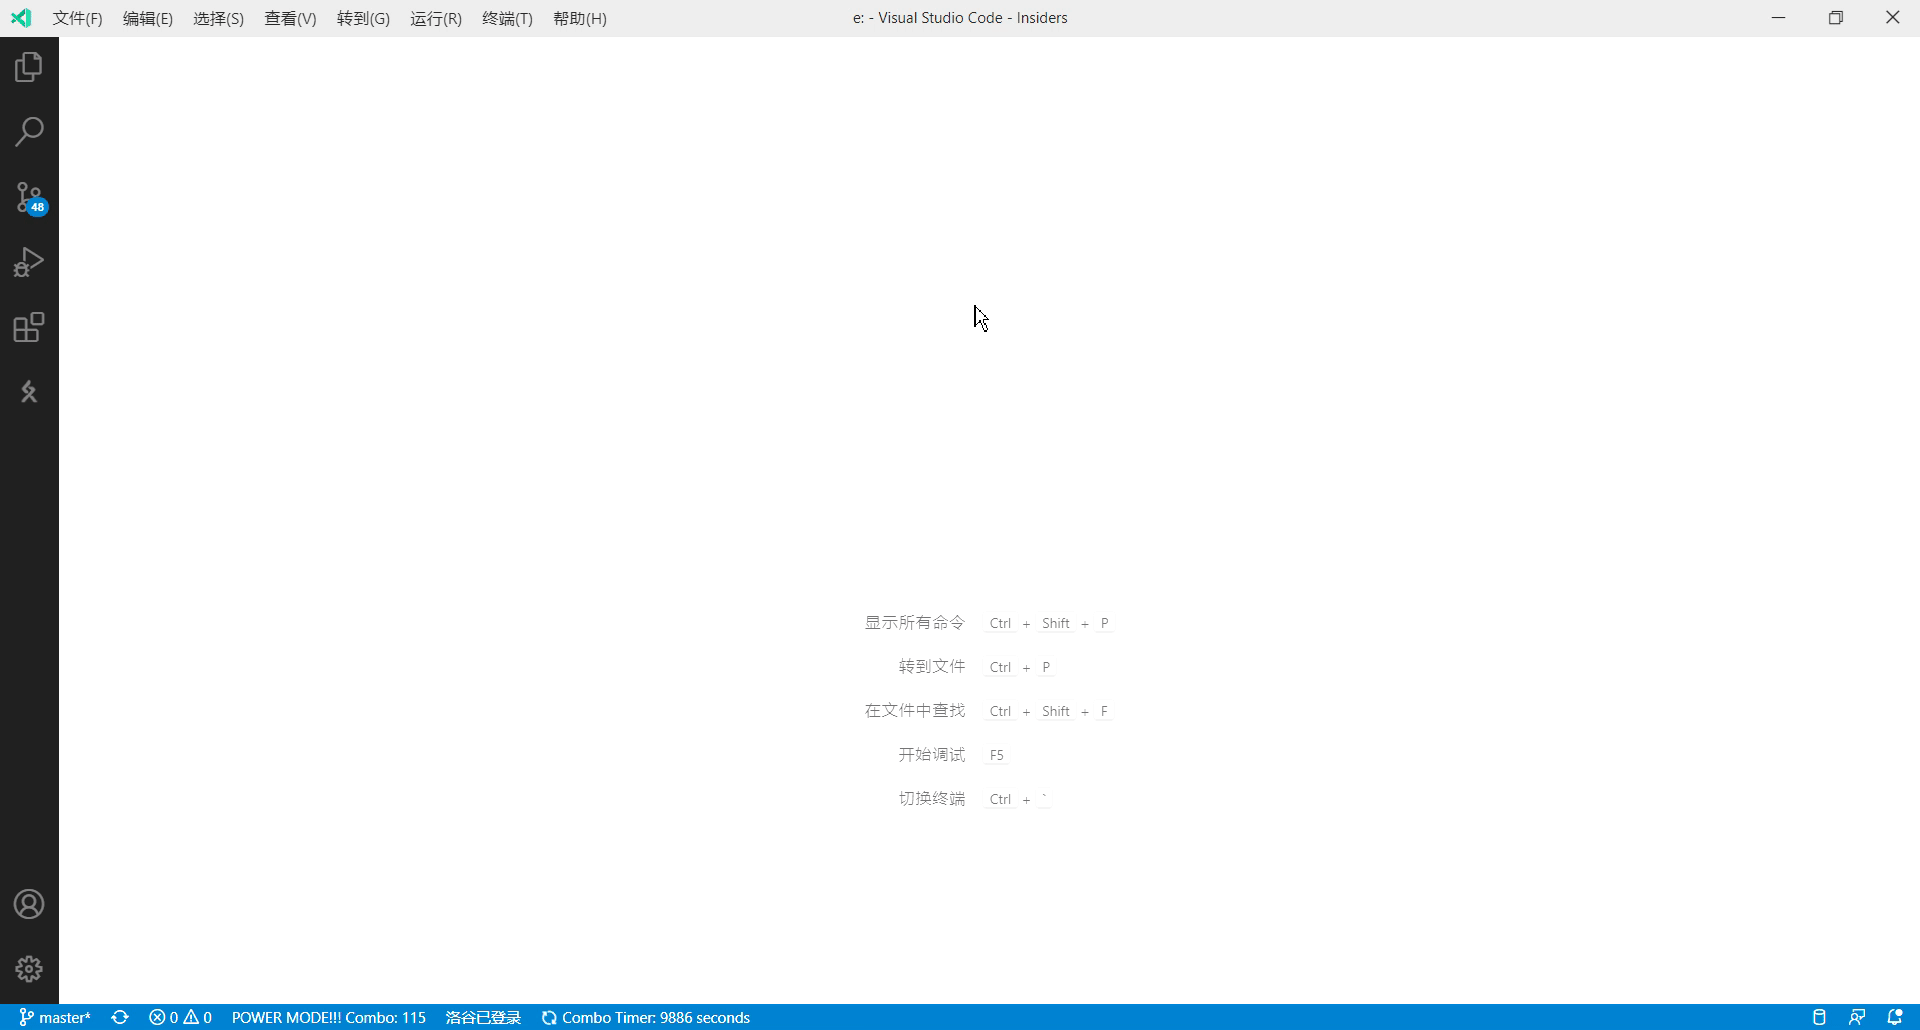 文件(F) 编辑(E) 选择(S) 查看(V) 转到(G) 运行(R) 终端(T) 帮助(H) e: - Visual Studio Code - Insiders
48
显示所有命令 Ctrl + Shift + P
转到文件 Ctrl + P
在文件中查找 Ctrl + Shift + F
开始调试 F5
切换终端 Ctrl + `
master* 0 0 POWER MODE!!! Combo: 115 洛谷已登录 Combo Timer: 9886 seconds